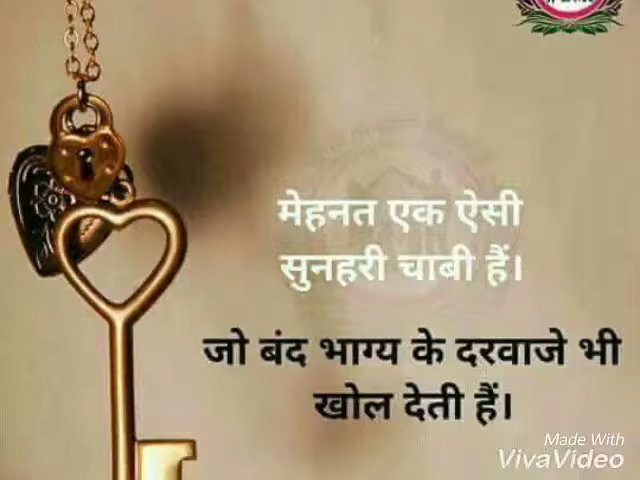 मेहनत एक ऐसी
सुनहरी चाबी हैं।
जो बंद भाग्य के दरवाजे भी
खोल देती हैं।
Made With
VivaVideo